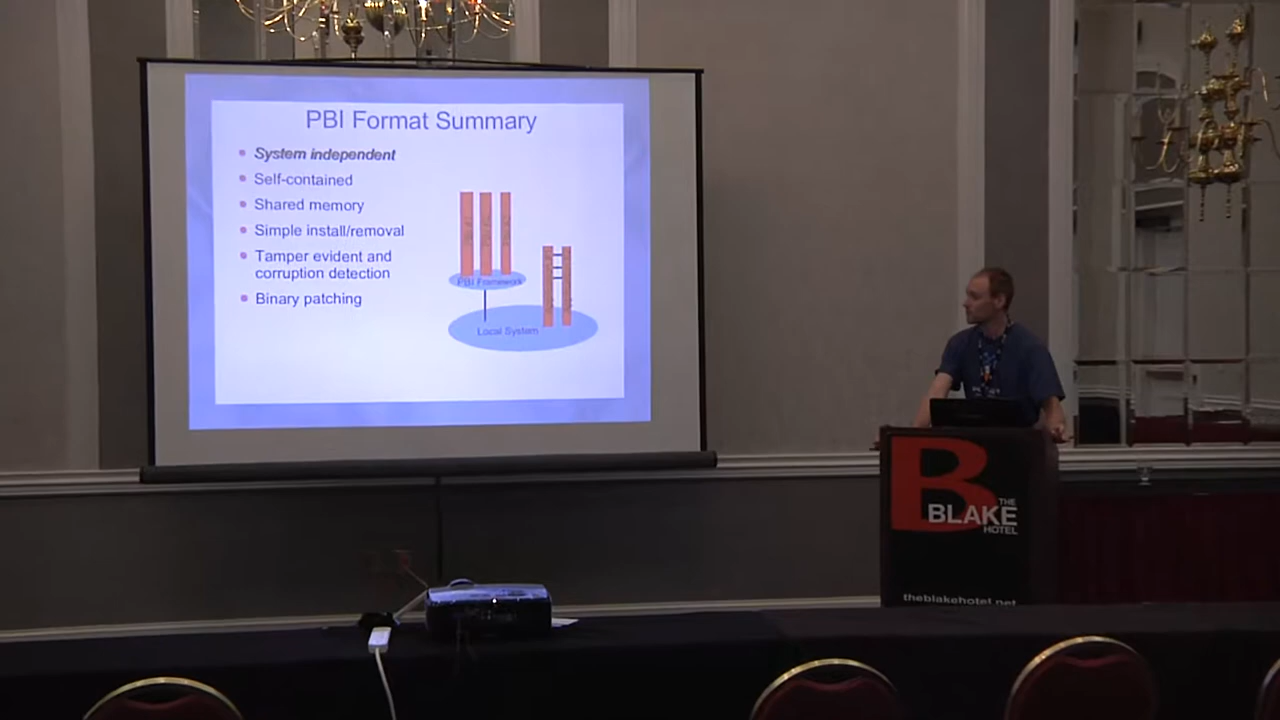 PBI Format Summary
System independent
Self-contained
Shared memory
Simple install/removal
Tamper evident and
corruption detection
Binary patching
PBI Framework
Local System
B
THE
BLAKE
HOTEL
theblakehotel.net